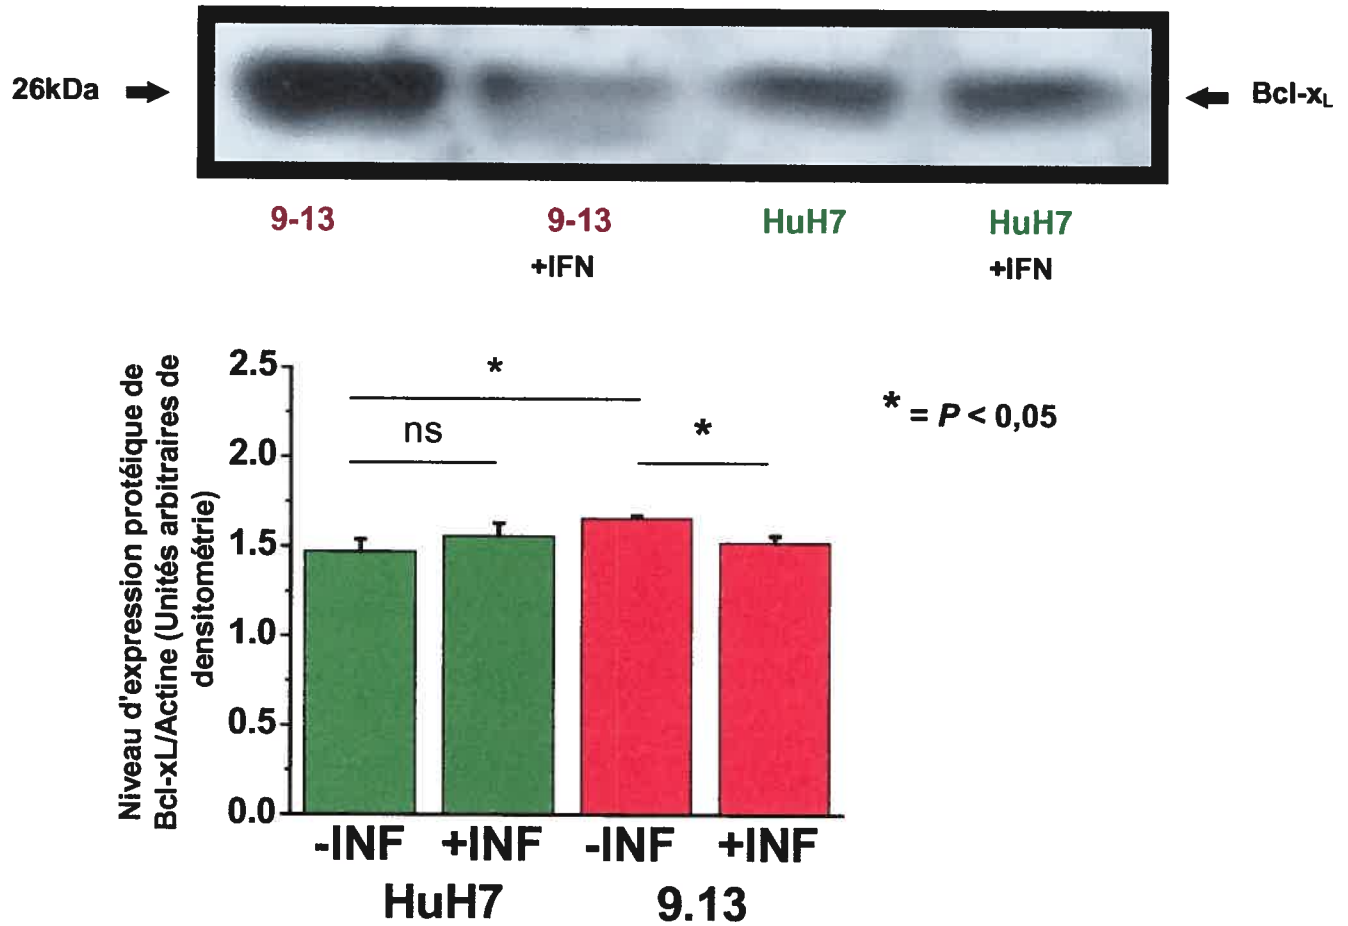 26kDa
Bcl-xL
9-13
9-13
HuH7
HuH7
+IFN
+IFN
2.5
2.0
1.5
1.0
0.5
0.0
Niveau d'expression protéique de
Bcl-xL/Actine (Unités arbitraires de
densitométrie)
*
ns
*
* = P < 0,05
-INF
+INF
-INF
+INF
HuH7
9.13